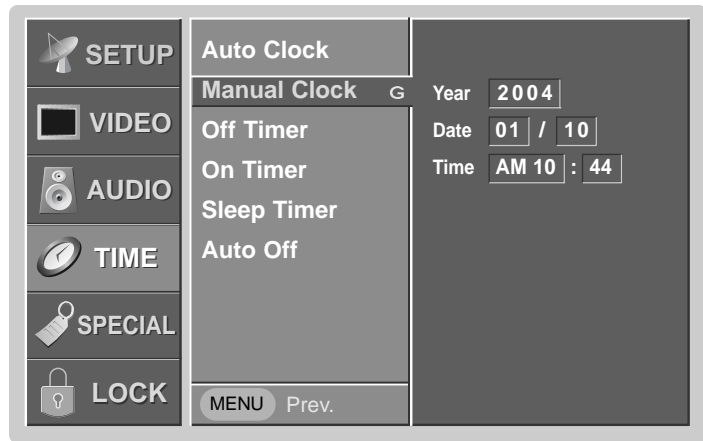 SETUP
VIDEO
AUDIO
TIME
SPECIAL
LOCK
Auto Clock
Manual Clock G
Off Timer
On Timer
Sleep Timer
Auto Off
MENU Prev.
Year 2004
Date 01 / 10
Time AM 10 : 44